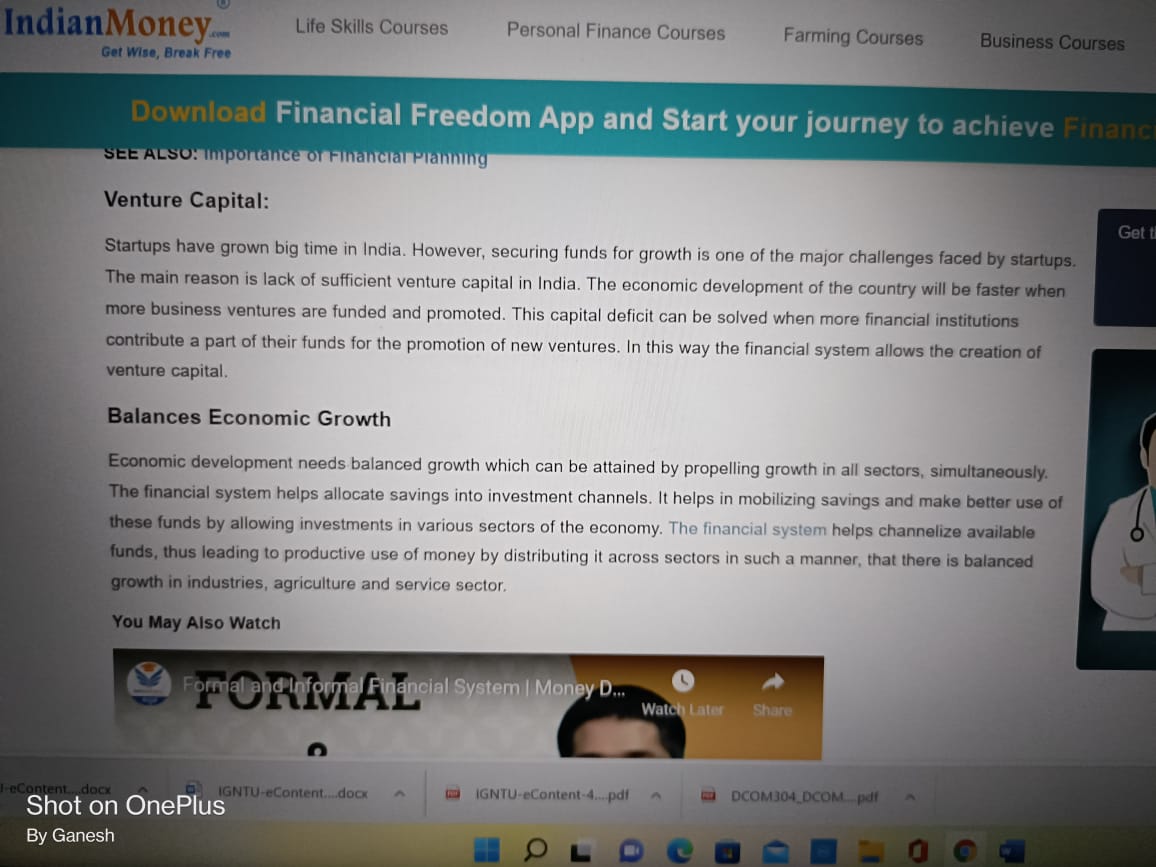 IndianMoney.com
®
Get Wise, Break Free
Life Skills Courses
Personal Finance Courses
Farming Courses
Business Courses
Download Financial Freedom App and Start your journey to achieve Financ
SEE ALSO: Importance of Financial Planning
Get t
Venture Capital:
Startups have grown big time in India. However, securing funds for growth is one of the major challenges faced by startups.
The main reason is lack of sufficient venture capital in India. The economic development of the country will be faster when
more business ventures are funded and promoted. This capital deficit can be solved when more financial institutions
contribute a part of their funds for the promotion of new ventures. In this way the financial system allows the creation of
venture capital.
Balances Economic Growth
Economic development needs balanced growth which can be attained by propelling growth in all sectors, simultaneously.
The financial system helps allocate savings into investment channels. It helps in mobilizing savings and make better use of
these funds by allowing investments in various sectors of the economy. The financial system helps channelize available
funds, thus leading to productive use of money by distributing it across sectors in such a manner, that there is balanced
growth in industries, agriculture and service sector.
You May Also Watch
FORMAL
Formal and Informal Financial System | Money D...
Watch Later
Share
I-eContent....docx
IGNTU-eContent....docx
IGNTU-eContent-4....pdf
DCOM304_DCOM....pdf
Shot on OnePlus
By Ganesh